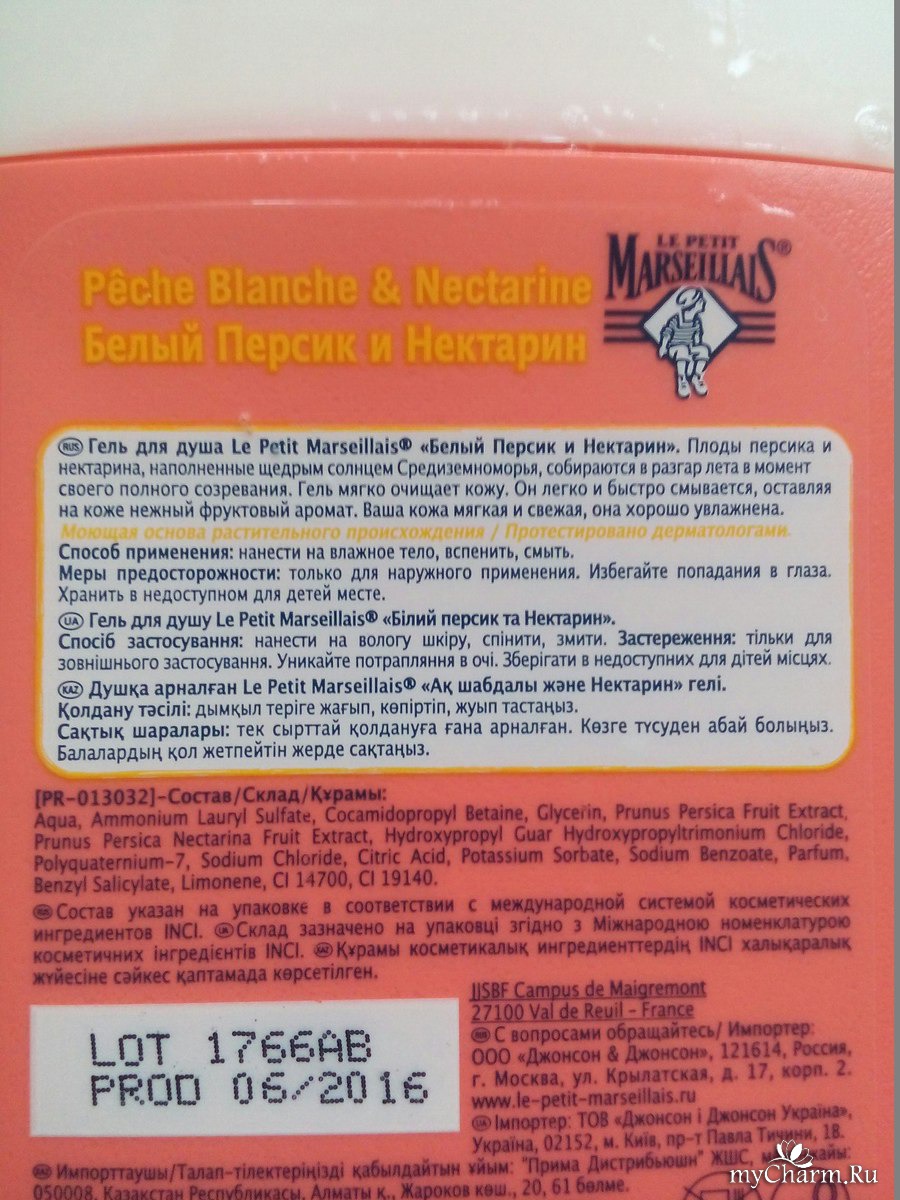 LE PETIT
MARSEILLAIS®
Pêche Blanche & Nectarine
Белый Персик и Нектарин
RUS Гель для душа Le Petit Marseillais® «Белый Персик и Нектарин». Плоды персика и
нектарина, наполненные щедрым солнцем Средиземноморья, собираются в разгар лета в момент
своего полного созревания. Гель мягко очищает кожу. Он легко и быстро смывается, оставляя
на коже нежный фруктовый аромат. Ваша кожа мягкая и свежая, она хорошо увлажнена.
Моющая основа растительного происхождения / Протестировано дерматологами.
Способ применения: нанести на влажное тело, вспенить, смыть.
Меры предосторожности: только для наружного применения. Избегайте попадания в глаза.
Хранить в недоступном для детей месте.
UA Гель для душу Le Petit Marseillais® «Білий персик та Нектарин».
Спосіб застосування: нанести на вологу шкіру, спінити, змити. Застереження: тільки для
зовнішнього застосування. Уникайте потрапляння в очі. Зберігати в недоступних для дітей місцях.
KAZ Душқа арналған Le Petit Marseillais® «Ақ шабдалы және Нектарин» гелі.
Қолдану тәсілі: дымқыл теріге жағып, көпіртіп, жуып тастаңыз.
Сақтық шаралары: тек сырттай қолдануға ғана арналған. Көзге түсуден абай болыңыз.
Балалардың қол жетпейтін жерде сақтаңыз.
[PR-013032]-Состав/Склад/Құрамы:
Aqua, Ammonium Lauryl Sulfate, Cocamidopropyl Betaine, Glycerin, Prunus Persica Fruit Extract,
Prunus Persica Nectarina Fruit Extract, Hydroxypropyl Guar Hydroxypropyltrimonium Chloride,
Polyquaternium-7, Sodium Chloride, Citric Acid, Potassium Sorbate, Sodium Benzoate, Parfum,
Benzyl Salicylate, Limonene, CI 14700, CI 19140.
RUS Состав указан на упаковке в соответствии с международной системой косметических
ингредиентов INCI. UA Склад зазначено на упаковці згідно з Міжнародною номенклатурою
косметичних інгредієнтів INCI. KAZ Құрамы косметикалық ингредиенттердің INCI халықаралық
жүйесіне сәйкес қаптамада көрсетілген.
JJSBF Campus de Maigremont
27100 Val de Reuil - France
RUS С вопросами обращайтесь/ Импортер:
ООО «Джонсон & Джонсон», 121614, Россия,
г. Москва, ул. Крылатская, д. 17, корп. 2.
www.le-petit-marseillais.ru
UA Імпортер: ТОВ «Джонсон і Джонсон Україна»,
Україна, 02152, м. Київ, пр-т Павла Тичини, 1В.
LOT 1766AB
PROD 06/2016
KAZ Импорттаушы/Талап-тілектеріңізді қабылдайтын ұйым: "Прима Дистрибьюшн" ЖШС,
050008, Қазақстан Республикасы, Алматы қ., Жароков көш., 20, 61 бөлме.
myCharm.Ru